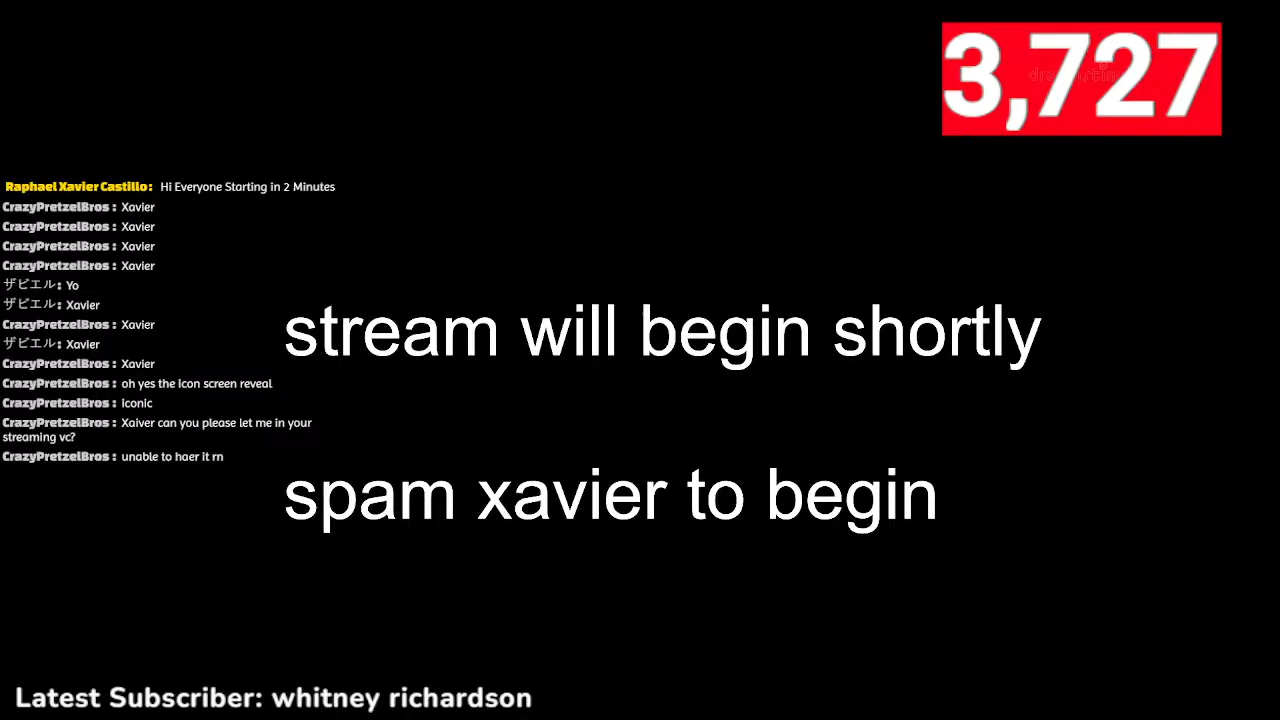 3,727
Raphael Xavier Castillo: Hi Everyone Starting in 2 Minutes
CrazyPretzelBros : Xavier
CrazyPretzelBros : Xavier
CrazyPretzelBros : Xavier
CrazyPretzelBros : Xavier
ザビエル: Yo
ザビエル: Xavier
CrazyPretzelBros : Xavier
ザビエル: Xavier
CrazyPretzelBros : Xavier
CrazyPretzelBros : oh yes the icon screen reveal
CrazyPretzelBros : iconic
CrazyPretzelBros : Xaiver can you please let me in your
streaming vc?
CrazyPretzelBros : unable to haer it rn
stream will begin shortly
spam xavier to begin
Latest Subscriber: whitney richardson